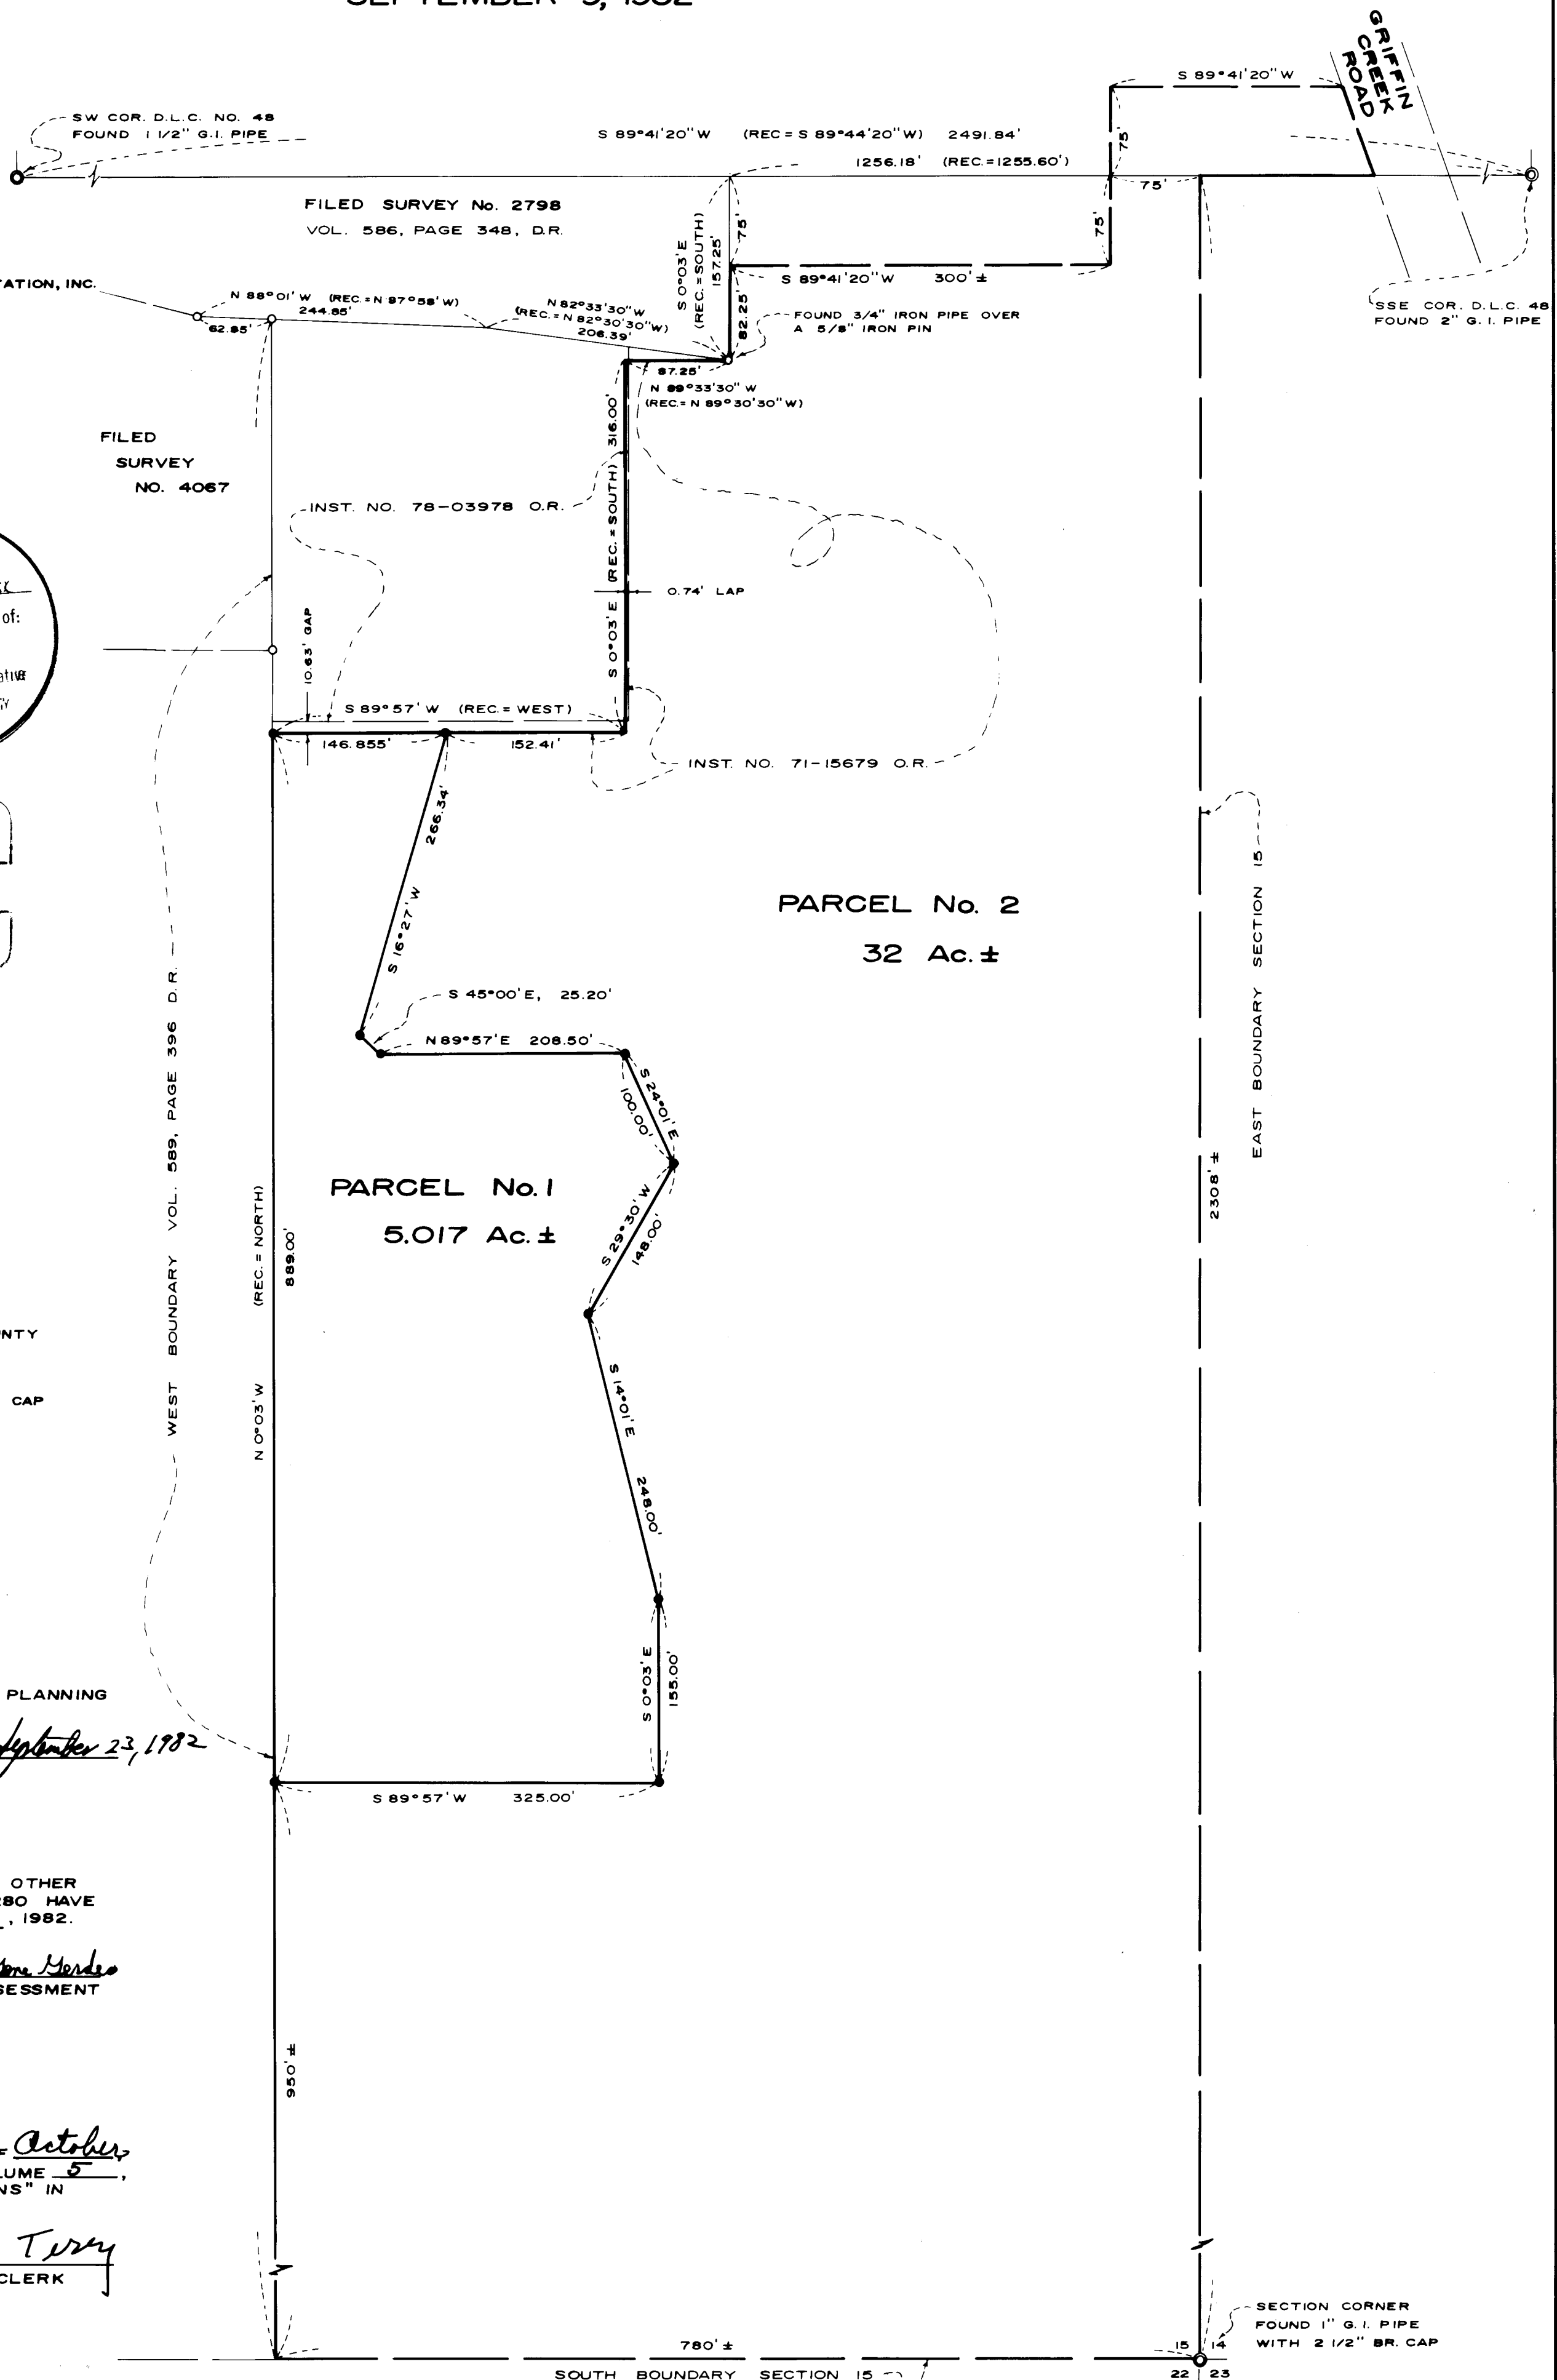 SEPTEMBER 9, 1982
GRIFFIN
CREEK
ROAD
S 89°41'20" W
SW COR. D.L.C. NO. 48
FOUND 1 1/2" G.I. PIPE
S 89°41'20" W (REC = S 89°44'20" W) 2491.84'
75'
1256.18' (REC.=1255.60')
75'
FILED SURVEY No. 2798
VOL. 586, PAGE 348, D.R.
S 0°03' E
(REC. = SOUTH)
157.25'
75'
75'
S 89°41'20" W 300' ±
ATION, INC.
N 88°01' W (REC.= N 87°58' W)
244.85'
62.85'
N 82°33'30" W
(REC.= N 82°30'30" W)
206.39'
82.25'
FOUND 3/4" IRON PIPE OVER
A 5/8" IRON PIN
SSE COR. D.L.C. 48
FOUND 2" G. I. PIPE
87.25'
N 89°33'30" W
(REC.= N 89°30'30" W)
FILED
SURVEY
NO. 4067
S 0°03' E (REC. = SOUTH) 316.00'
INST. NO. 78-03978 O.R.
0.74' LAP
of:
10.63' GAP
S 89°57' W (REC. = WEST)
146.855' 152.41'
INST. NO. 71-15679 O.R.
S 16°27' W 266.34'
PARCEL No. 2
32 Ac. ±
EAST BOUNDARY SECTION 15
S 45°00' E, 25.20'
N 89°57' E 208.50'
S 24°01' E
100.00'
WEST BOUNDARY VOL. 589, PAGE 396 D.R.
2308' ±
PARCEL No. 1
5.017 Ac. ±
N 0°03' W (REC. = NORTH)
889.00'
S 29°30' W
148.00'
NTY
CAP
S 14°01' E 248.00'
S 0°03' E
155.00'
PLANNING
September 23, 1982
S 89°57' W 325.00'
OTHER
280 HAVE
, 1982.
Gene Gerdes
SESSMENT
950' ±
October,
LUME 5,
NS" IN
Terry
CLERK
SECTION CORNER
FOUND 1" G. I. PIPE
WITH 2 1/2" BR. CAP
780' ±
15 14
22 23
SOUTH BOUNDARY SECTION 15